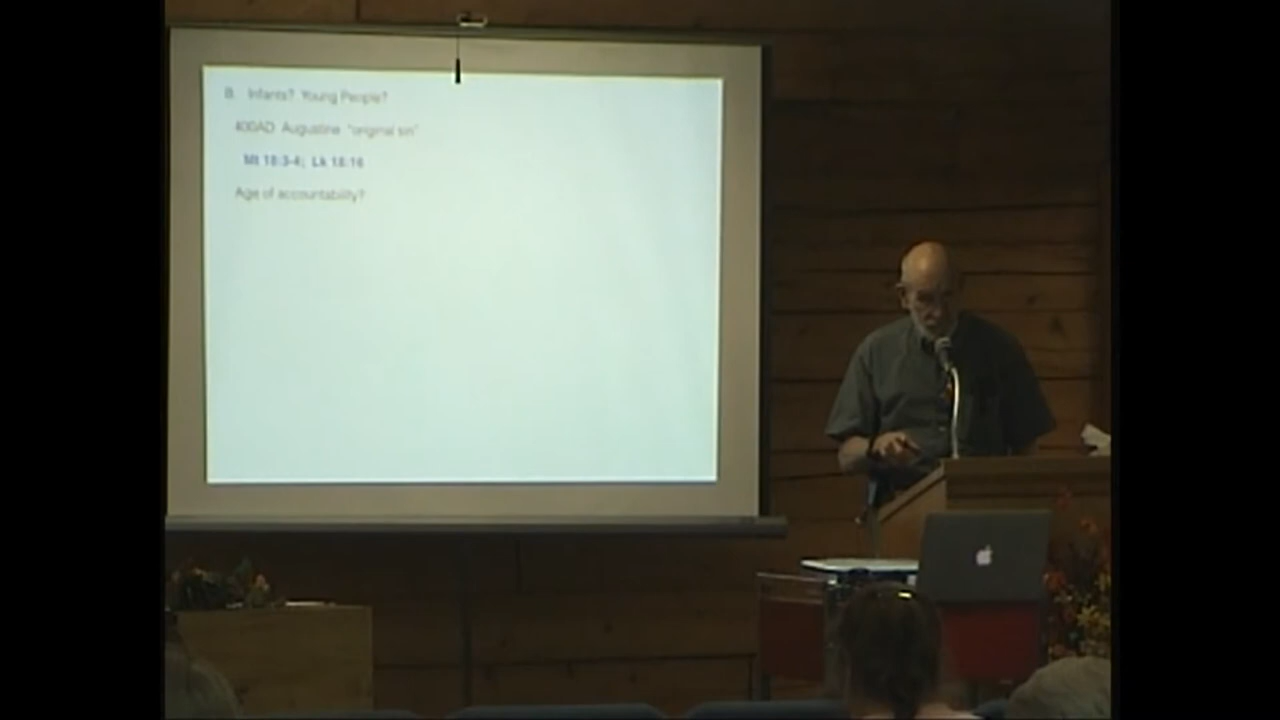 B. Infants? Young People?
400AD Augustine "original sin"
Mt 18:3-4; Lk 18:16
Age of accountability?